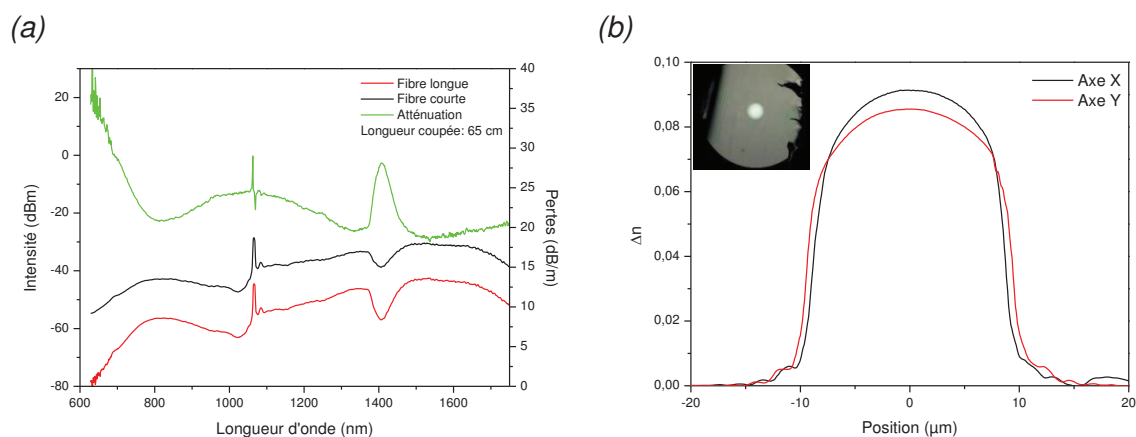 (a)
20
0
-20
-40
-60
-80
600
800
1000
1200
1400
1600
40
35
30
25
20
15
10
5
0
Intensité (dBm)
Pertes (dB/m)
Longueur d'onde (nm)
Fibre longue
Fibre courte
Atténuation
Longueur coupée: 65 cm
(b)
0,10
0,08
0,06
0,04
0,02
0,00
-20
-10
0
10
20
Δn
Position (µm)
Axe X
Axe Y